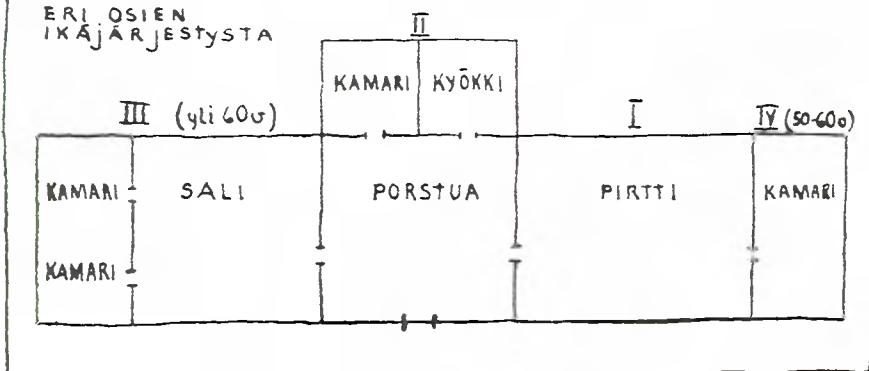 ERI OSIEN
IKÄJÄRJESTYSTA
II
KAMARI KYÖKKI
III (yli 60v) I IV (50-60v)
KAMARI SALI PORSTUA PIRTTI KAMARI
KAMARI